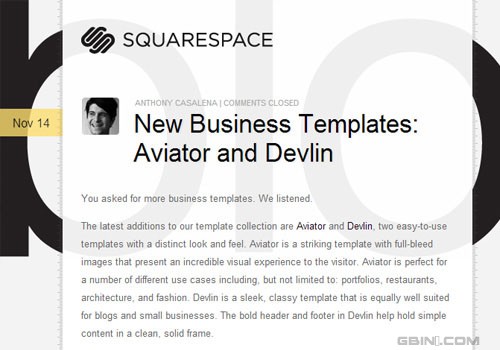 SQUARESPACE
Nov 14
ANTHONY CASALENA | COMMENTS CLOSED
New Business Templates:
Aviator and Devlin
You asked for more business templates. We listened.
The latest additions to our template collection are Aviator and Devlin, two easy-to-use
templates with a distinct look and feel. Aviator is a striking template with full-bleed
images that present an incredible visual experience to the visitor. Aviator is perfect for
a number of different use cases including, but not limited to: portfolios, restaurants,
architecture, and fashion. Devlin is a sleek, classy template that is equally well suited
for blogs and small businesses. The bold header and footer in Devlin help hold simple
content in a clean, solid frame.